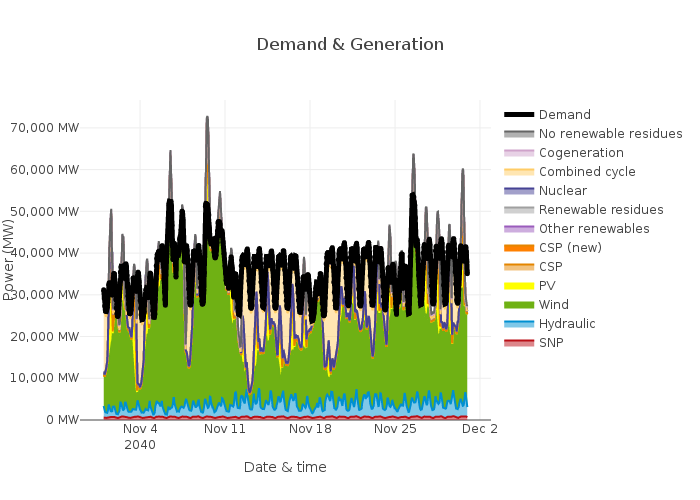 Demand & Generation
70,000 MW
60,000 MW
50,000 MW
40,000 MW
30,000 MW
20,000 MW
10,000 MW
0 MW
Power (MW)
Nov 4
2040
Nov 11
Nov 18
Nov 25
Dec 2
Date & time
Demand
No renewable residues
Cogeneration
Combined cycle
Nuclear
Renewable residues
Other renewables
CSP (new)
CSP
PV
Wind
Hydraulic
SNP